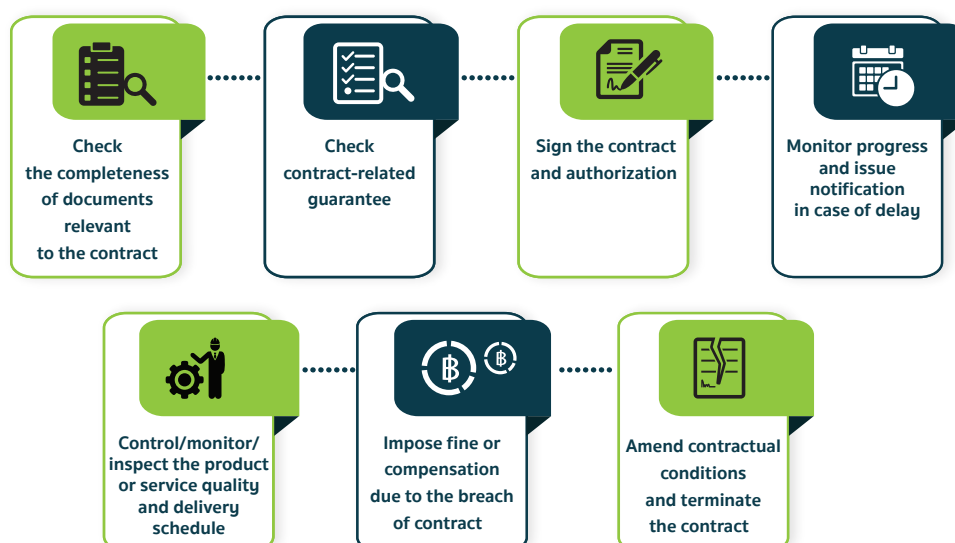 Check
the completeness
of documents
relevant
to the contract
Check
contract-related
guarantee
Sign the contract
and authorization
Monitor progress
and issue
notification
in case of delay
Control/monitor/
inspect the product
or service quality
and delivery
schedule
฿
฿
Impose fine or
compensation
due to the breach
of contract
Amend contractual
conditions
and terminate
the contract